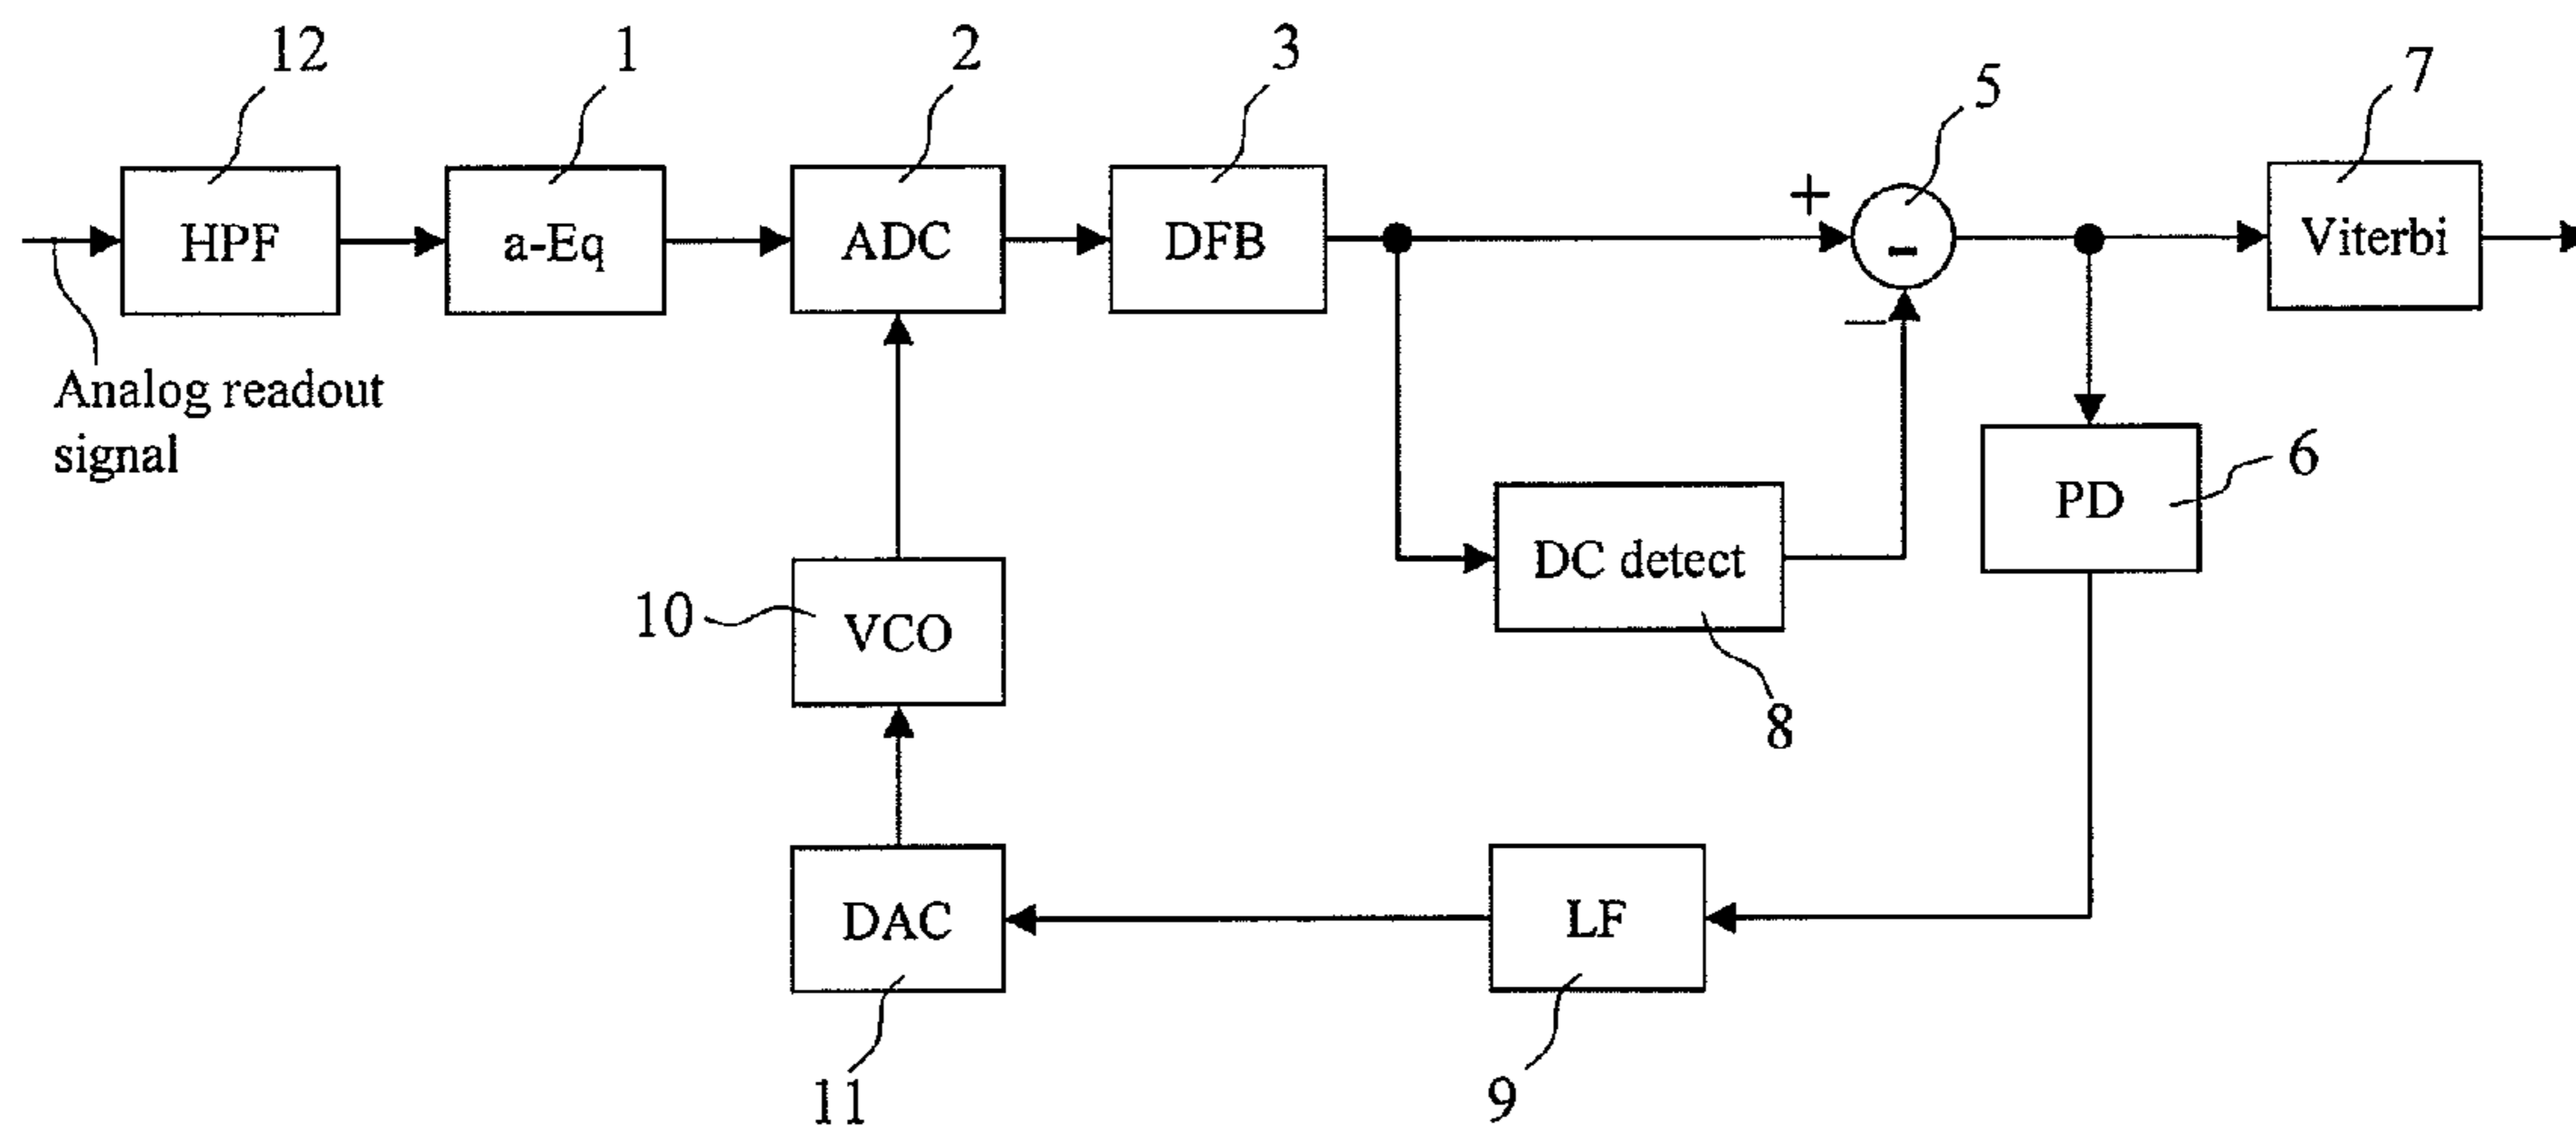 12
1
2
3
5
7
HPF
a-Eq
ADC
DFB
+
-
Viterbi
−
Analog readout
signal
6
PD
DC detect
10
VCO
8
DAC
LF
11
9